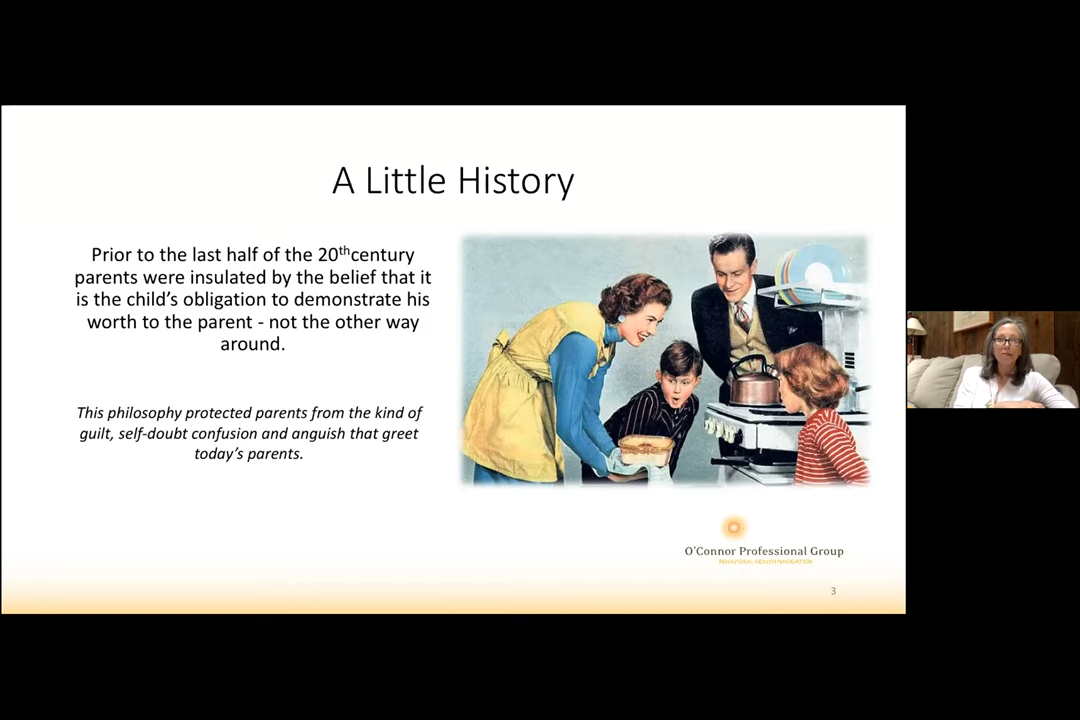 A Little History
Prior to the last half of the 20thcentury
parents were insulated by the belief that it
is the child's obligation to demonstrate his
worth to the parent - not the other way
around.
This philosophy protected parents from the kind of
guilt, self-doubt confusion and anguish that greet
today's parents.
O'Connor Professional Group
BEHAVIORAL HEALTH NAVIGATION
3